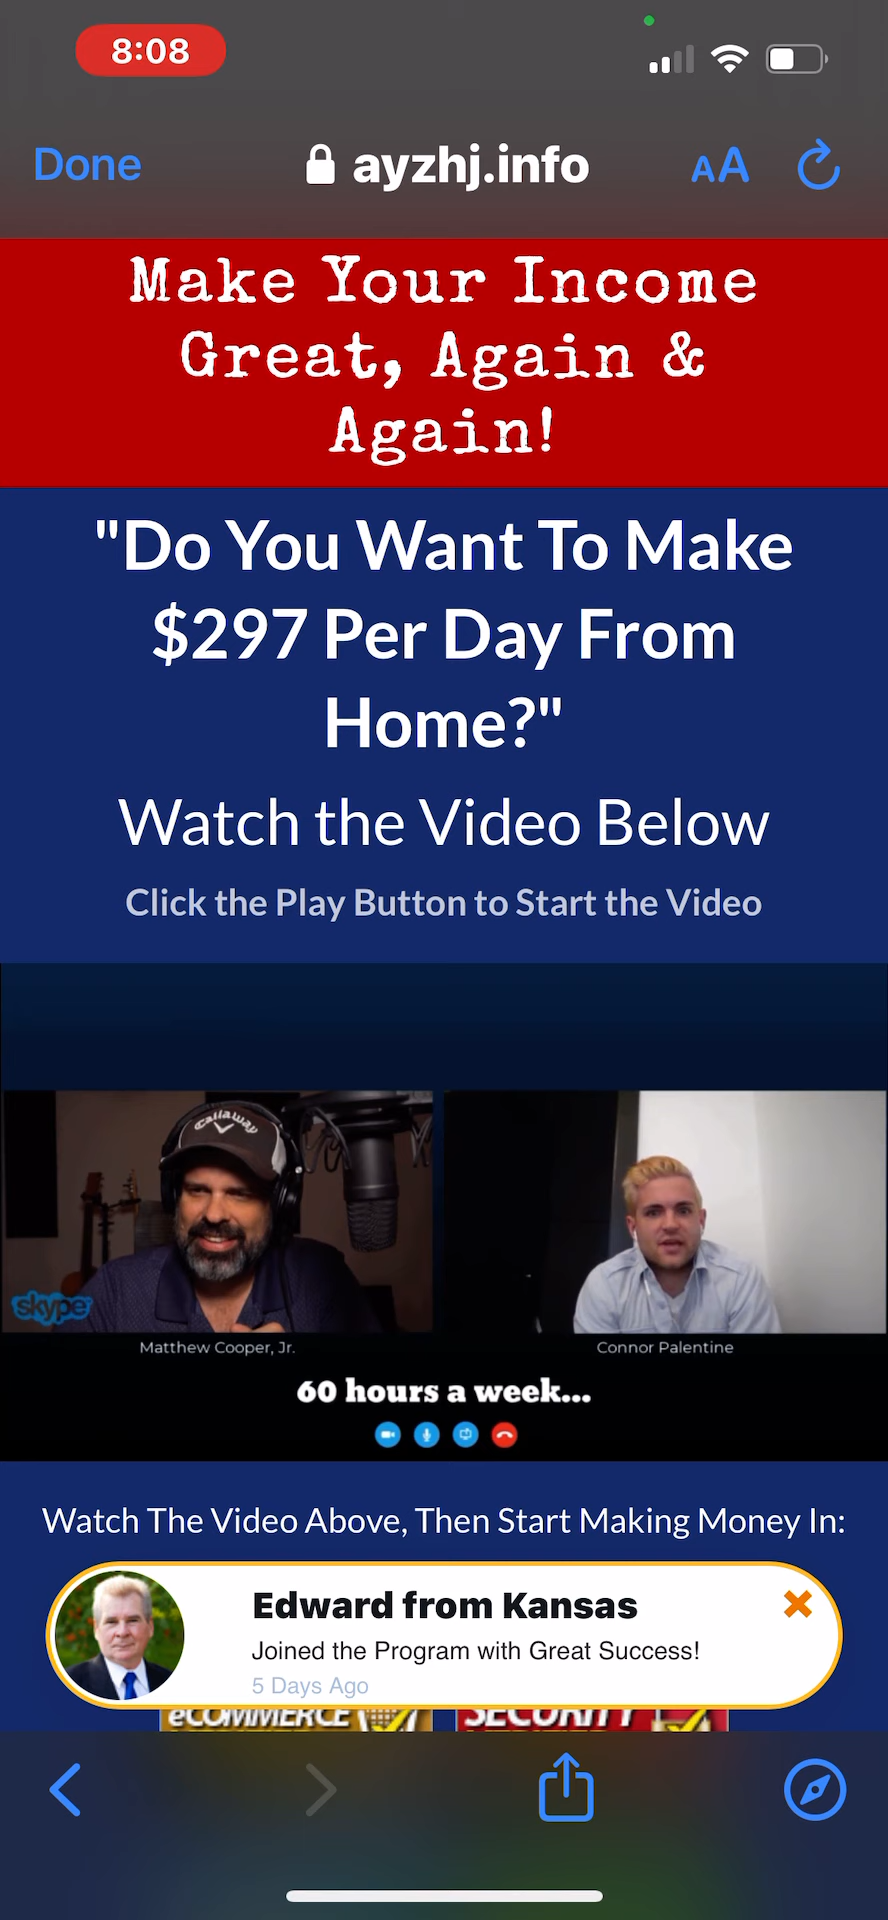 8:08
Done
ayzhj.info
AA
Make Your Income
Great, Again &
Again!
"Do You Want To Make
$297 Per Day From
Home?"
Watch the Video Below
Click the Play Button to Start the Video
Callaway
skype
Matthew Cooper, Jr.
Connor Palentine
60 hours a week...
Watch The Video Above, Then Start Making Money In:
Edward from Kansas
Joined the Program with Great Success!
5 Days Ago
eCOMMERCE
SECURITY